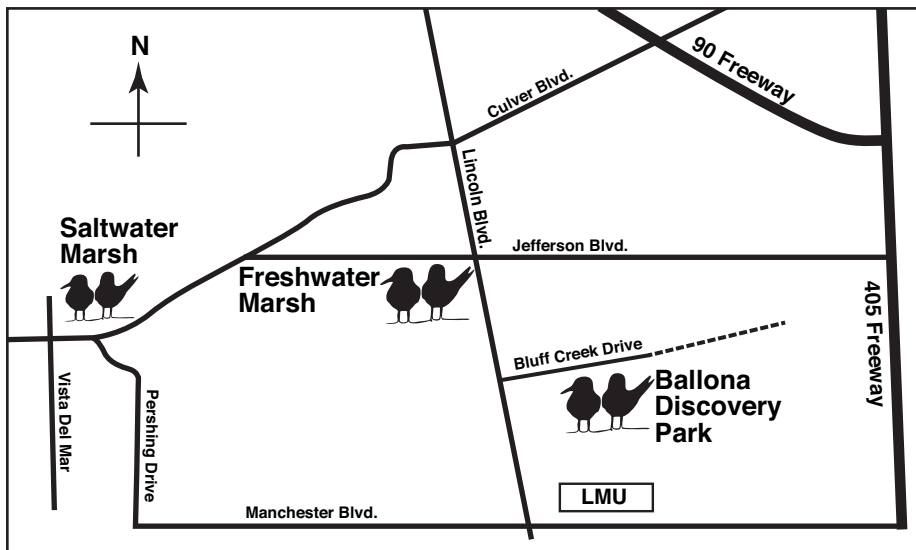 N
90 Freeway
Culver Blvd.
Lincoln Blvd.
Saltwater
Marsh
Jefferson Blvd.
Freshwater
Marsh
405 Freeway
Bluff Creek Drive
Ballona
Discovery
Park
Vista Del Mar
Pershing Drive
LMU
Manchester Blvd.